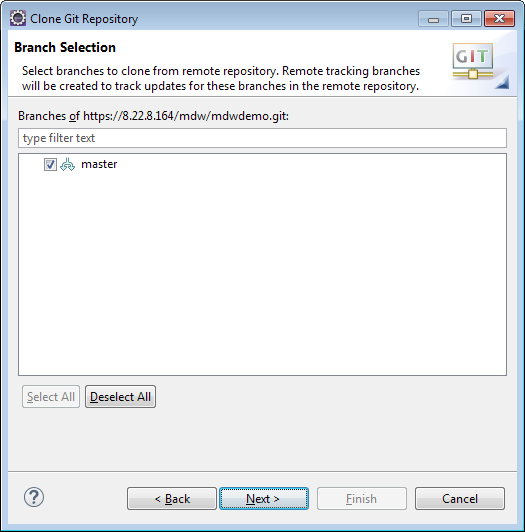 Clone Git Repository
Branch Selection
Select branches to clone from remote repository. Remote tracking branches
will be created to track updates for these branches in the remote repository.
GIT
Branches of https://8.22.8.164/mdw/mdwdemo.git:
type filter text
master
Select All
Deselect All
?
< Back
Next >
Finish
Cancel